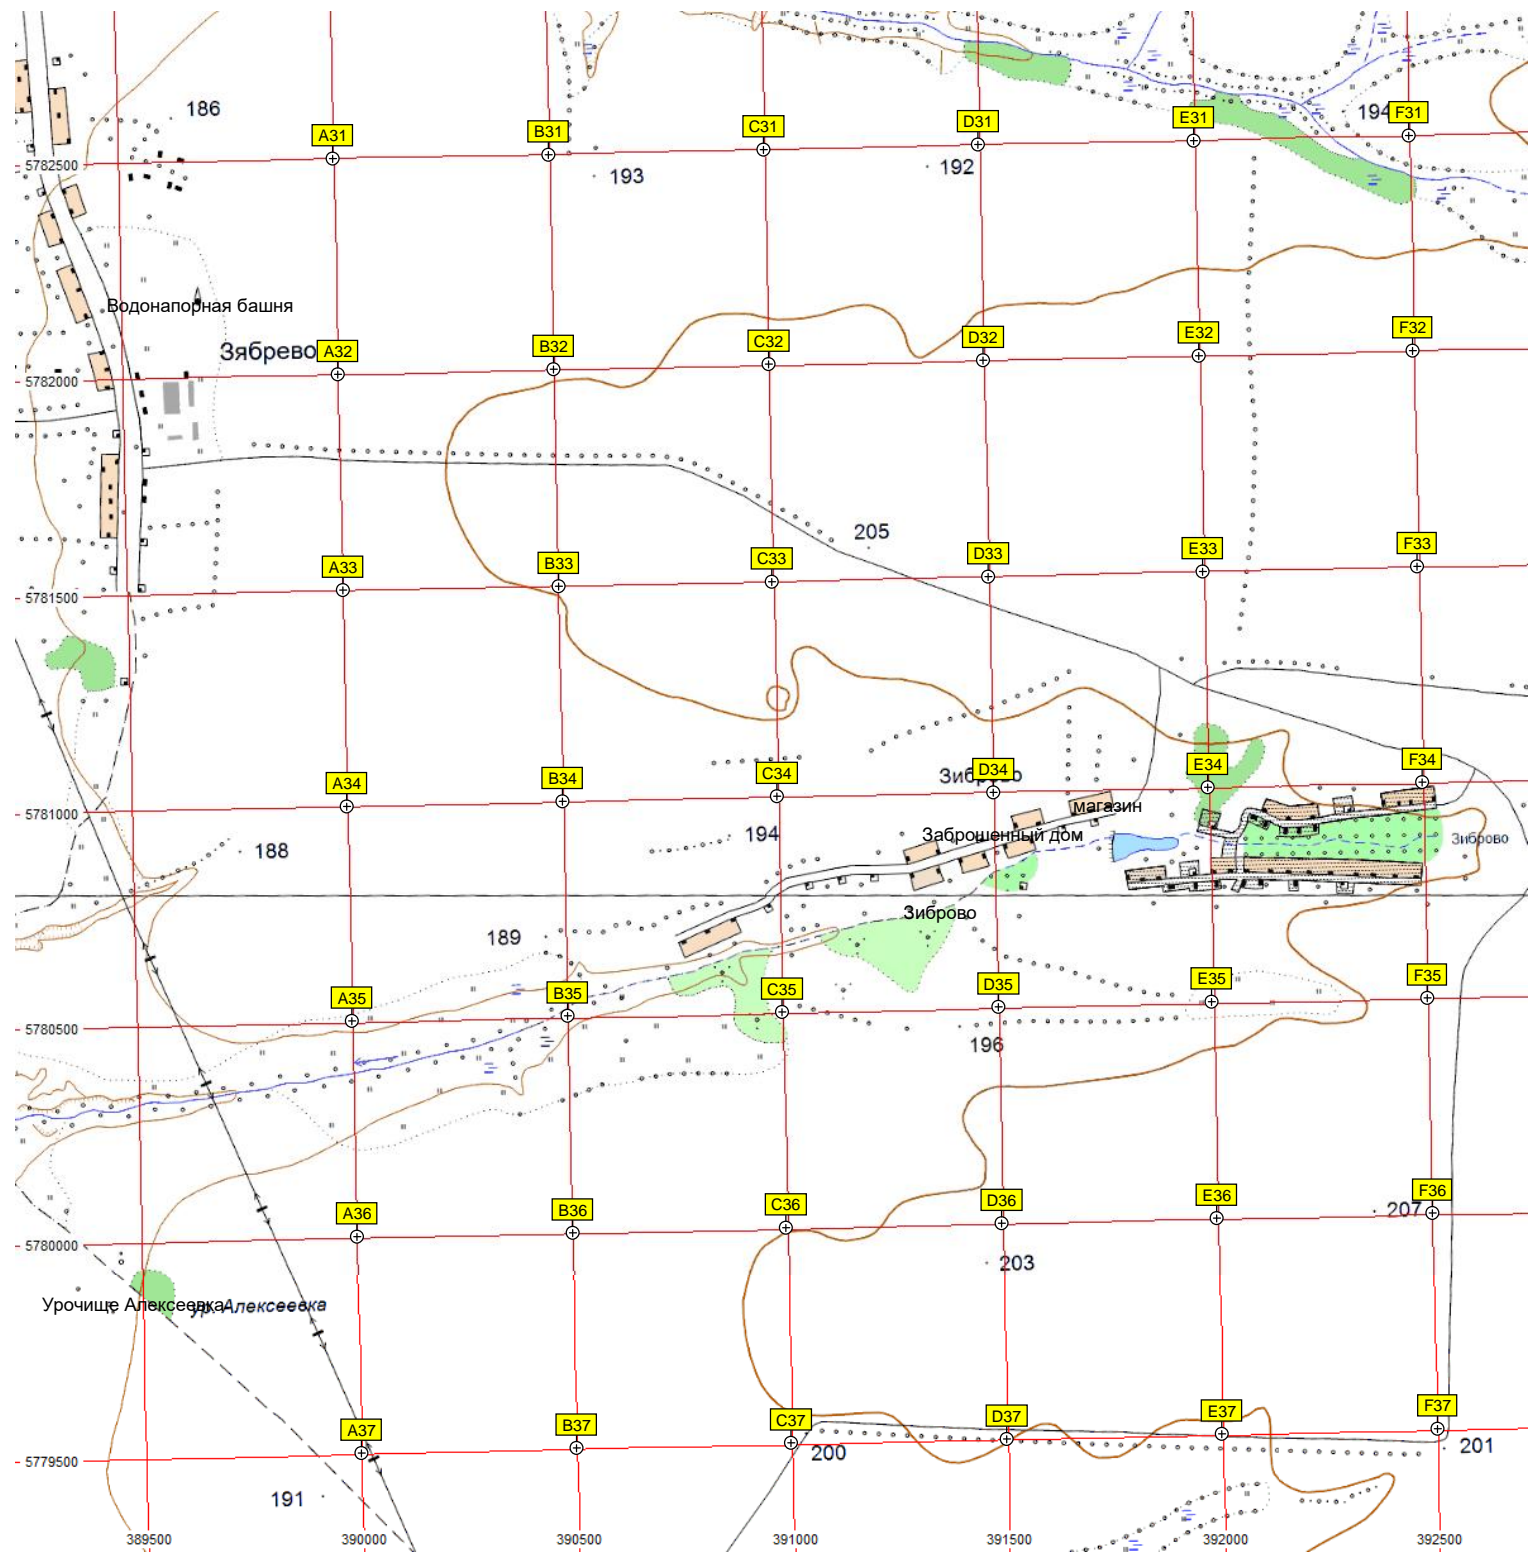 186
194
A31
B31
C31
D31
E31
F31
5782500
193
192
Водонапорная башня
Зябрево
A32
B32
C32
D32
E32
F32
5782000
205
A33
B33
C33
D33
E33
F33
5781500
Зиброво
A34
B34
C34
D34
E34
F34
5781000
магазин
188
194
Заброшенный дом
Зиброво
189
Зиброво
A35
B35
C35
D35
E35
F35
5780500
196
A36
B36
C36
D36
E36
F36
207
5780000
203
Урочище Алексеевка
ур. Алексеевка
A37
B37
C37
D37
E37
F37
5779500
200
201
191
389500
390000
390500
391000
391500
392000
392500